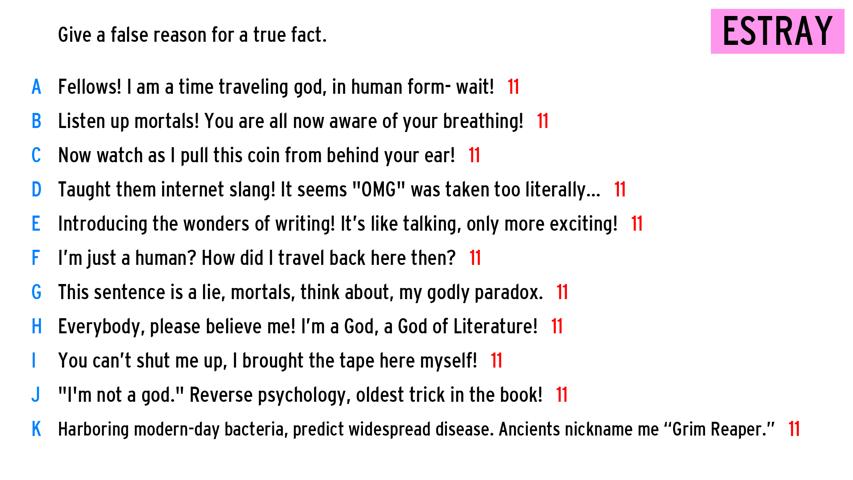 Give a false reason for a true fact.
ESTRAY
A Fellows! I am a time traveling god, in human form- wait! 11
B Listen up mortals! You are all now aware of your breathing! 11
C Now watch as I pull this coin from behind your ear! 11
D Taught them internet slang! It seems "OMG" was taken too literally... 11
E Introducing the wonders of writing! It's like talking, only more exciting! 11
F I'm just a human? How did I travel back here then? 11
G This sentence is a lie, mortals, think about, my godly paradox. 11
H Everybody, please believe me! I'm a God, a God of Literature! 11
I You can't shut me up, I brought the tape here myself! 11
J "I'm not a god." Reverse psychology, oldest trick in the book! 11
K Harboring modern-day bacteria, predict widespread disease. Ancients nickname me “Grim Reaper.” 11